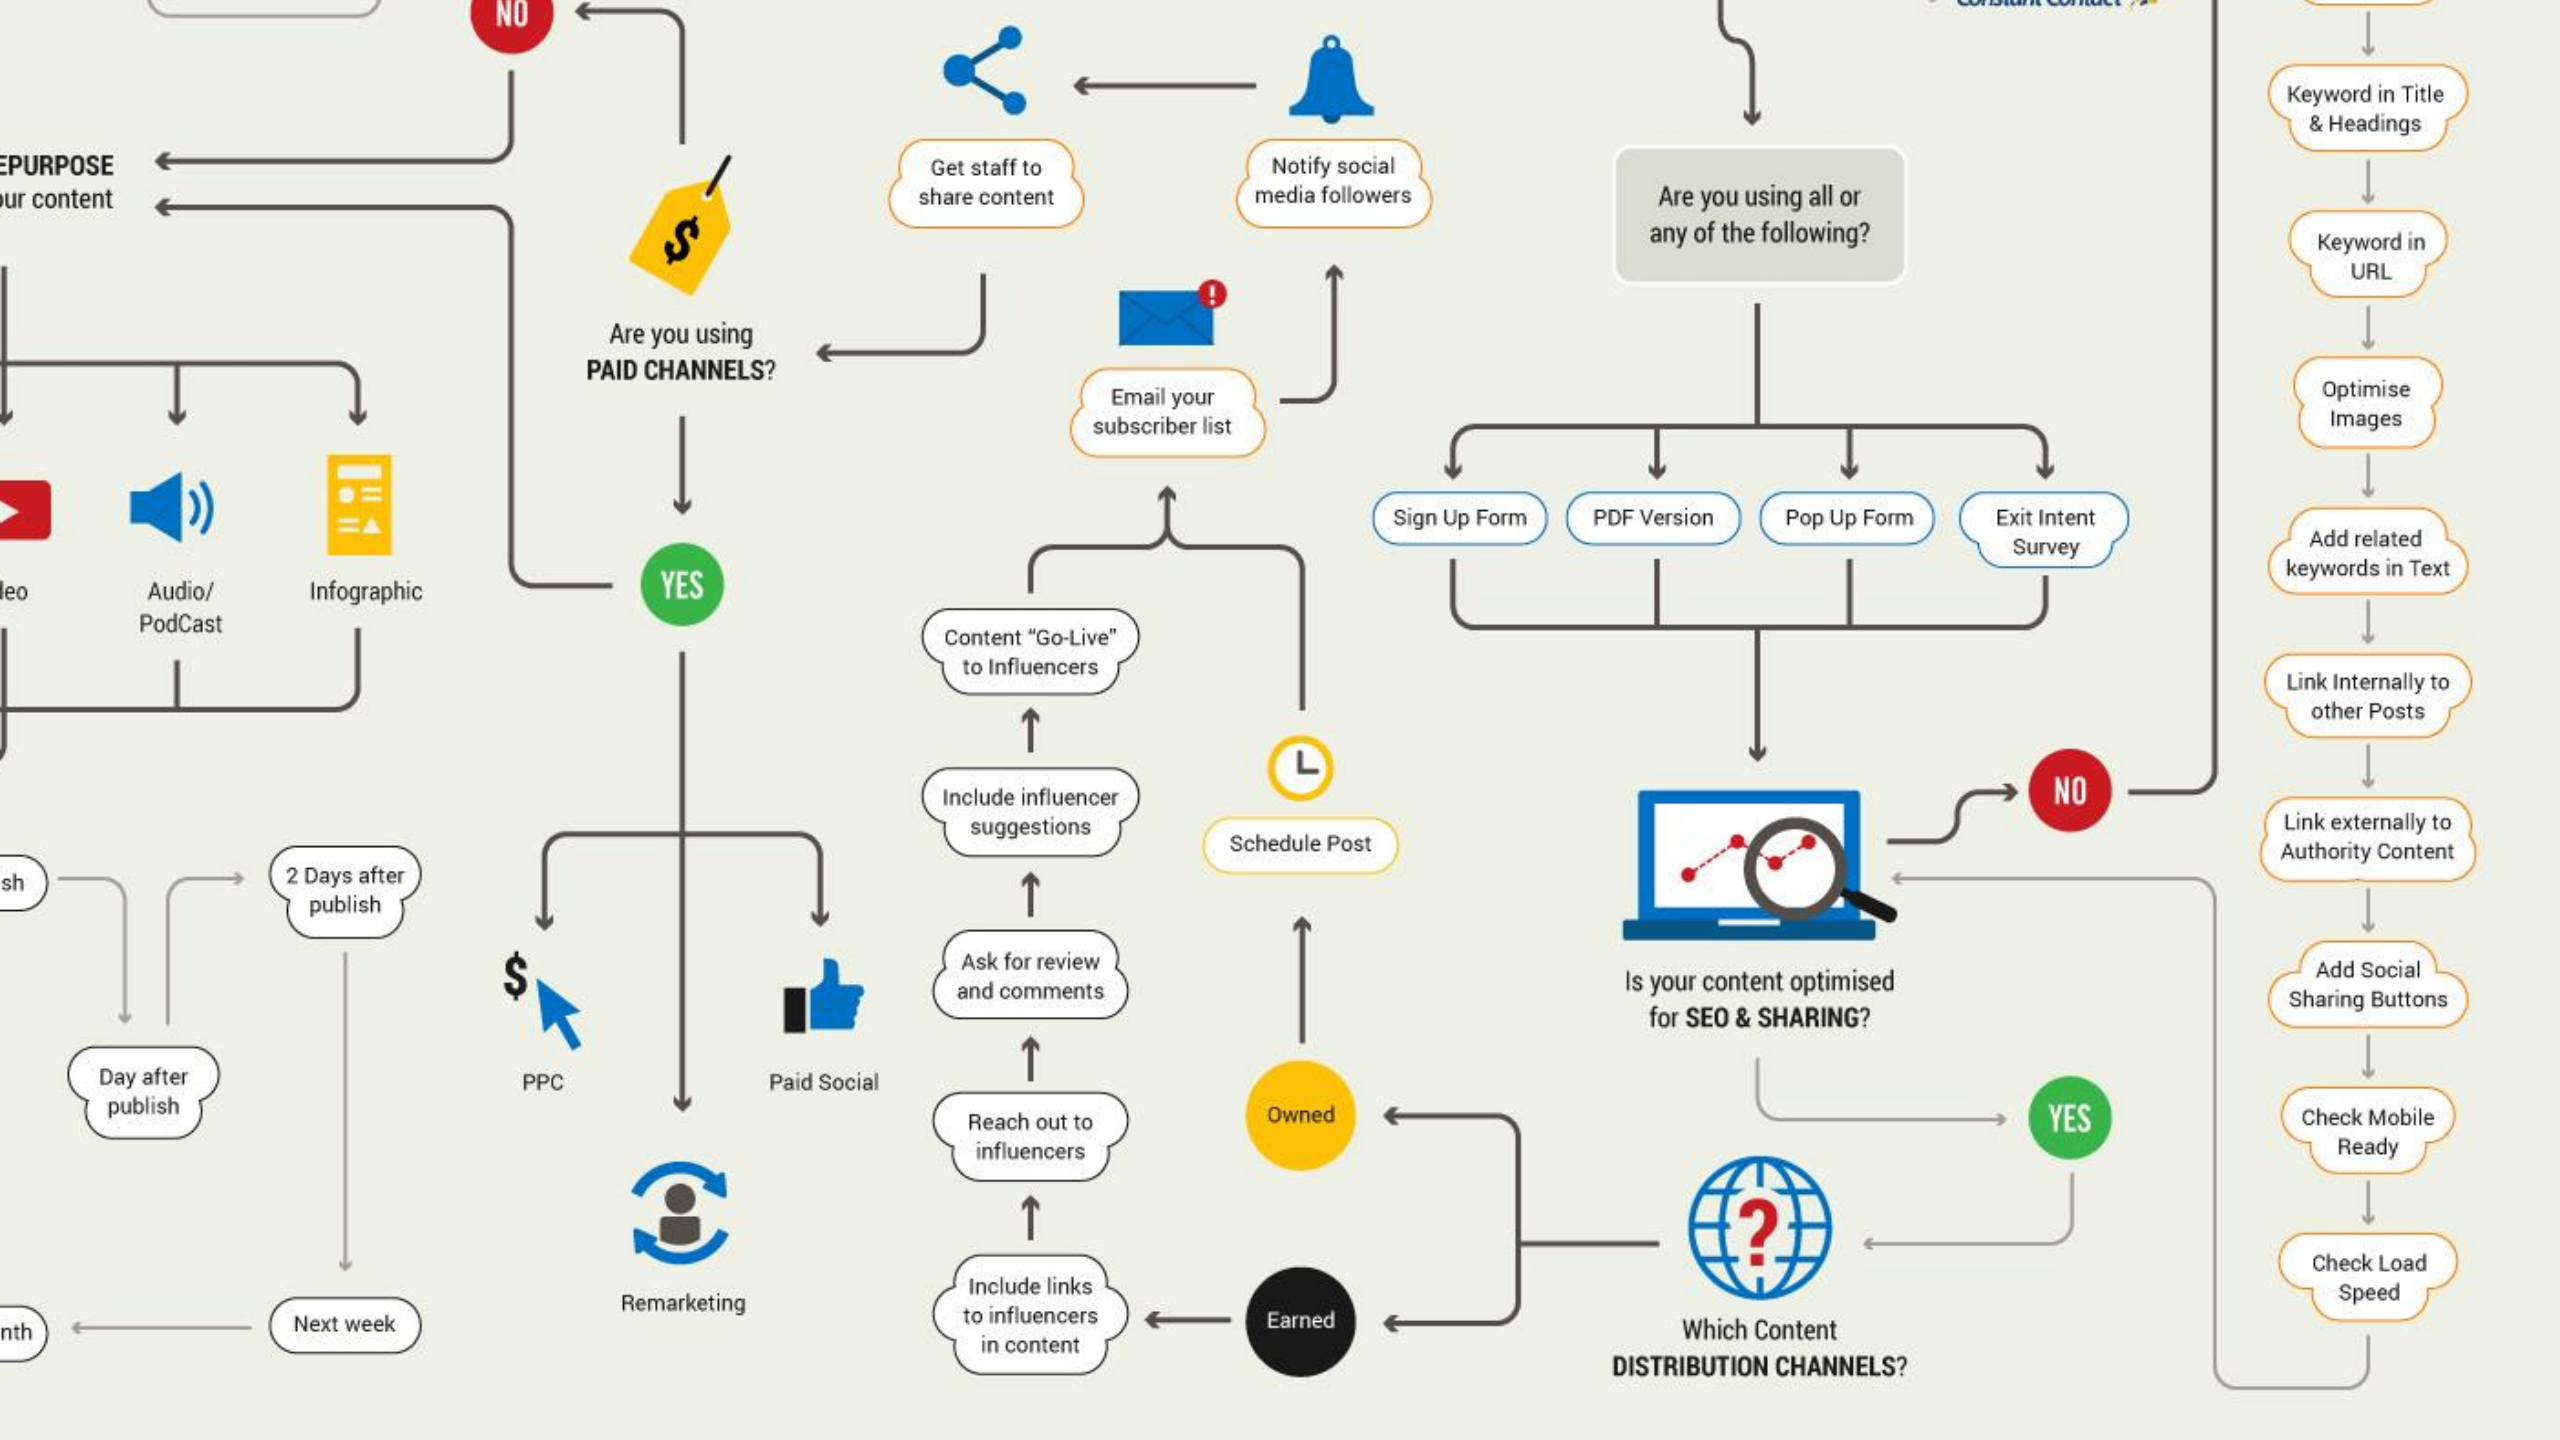 NO
Constant Contact
EPURPOSE
our content
$
Are you using
PAID CHANNELS?
YES
Audio/
PodCast
Infographic
sh
2 Days after
publish
Day after
publish
Next week
nth
$
PPC
Paid Social
Remarketing
Get staff to
share content
Notify social
media followers
!
Email your
subscriber list
Content “Go-Live”
to Influencers
Include influencer
suggestions
Ask for review
and comments
Reach out to
influencers
Include links
to influencers
in content
Schedule Post
Owned
Earned
Are you using all or
any of the following?
Sign Up Form
PDF Version
Pop Up Form
Exit Intent
Survey
NO
Is your content optimised
for SEO & SHARING?
YES
?
Which Content
DISTRIBUTION CHANNELS?
Keyword in Title
& Headings
Keyword in
URL
Optimise
Images
Add related
keywords in Text
Link Internally to
other Posts
Link externally to
Authority Content
Add Social
Sharing Buttons
Check Mobile
Ready
Check Load
Speed